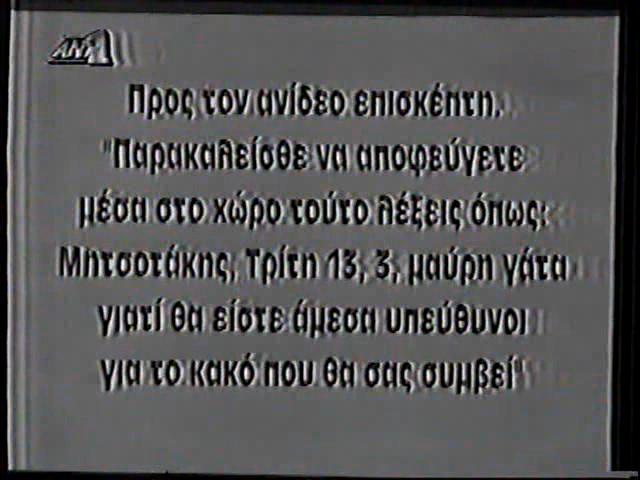 ΑΝΤ1
Προς τον ανίδεο επισκέπτη.
"Παρακαλείσθε να αποφεύγετε
μέσα στο χώρο τούτο λέξεις όπως:
Μητσοτάκης, Τρίτη 13, 3, μαύρη γάτα
γιατί θα είστε άμεσα υπεύθυνοι
για το κακό που θα σας συμβεί"